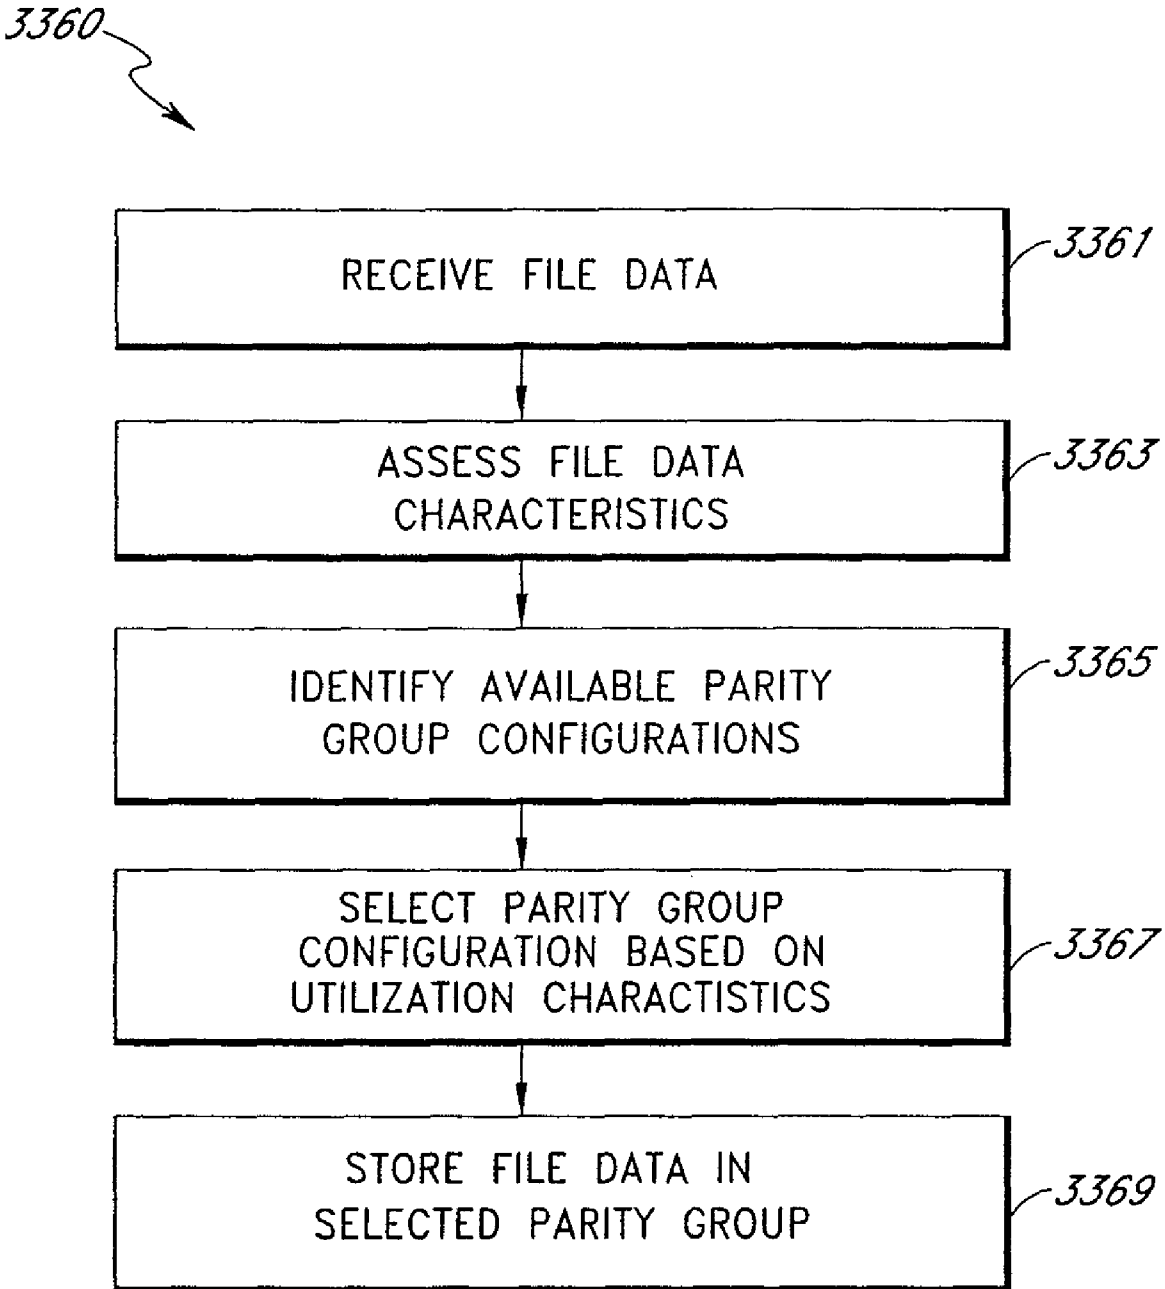 3360
RECEIVE FILE DATA
3361
ASSESS FILE DATA
CHARACTERISTICS
3363
IDENTIFY AVAILABLE PARITY
GROUP CONFIGURATIONS
3365
SELECT PARITY GROUP
CONFIGURATION BASED ON
UTILIZATION CHARACTISTICS
3367
STORE FILE DATA IN
SELECTED PARITY GROUP
3369